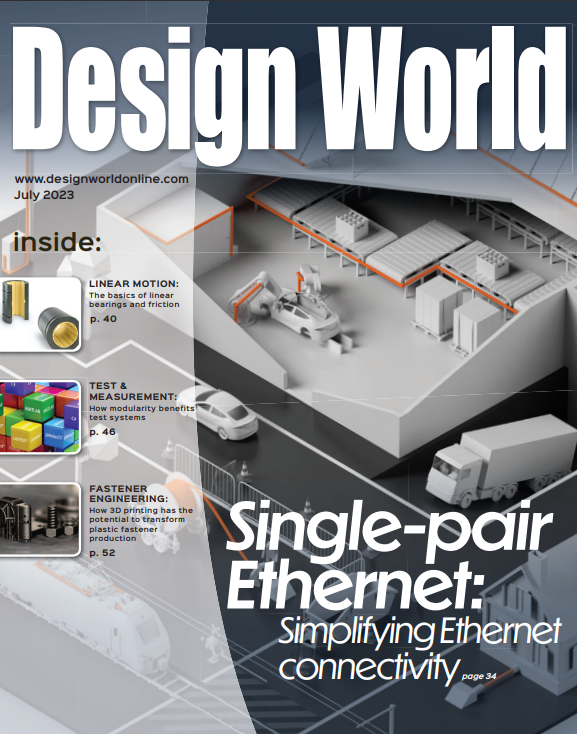 Design World
www.designworldonline.com
July 2023
inside:
LINEAR MOTION:
The basics of linear
bearings and friction
p. 40
TEST &
MEASUREMENT:
How modularity benefits
test systems
p. 46
FASTENER
ENGINEERING:
How 3D printing has the
potential to transform
plastic fastener
production
p. 52
Single-pair
Ethernet:
Simplifying Ethernet
connectivity page 34